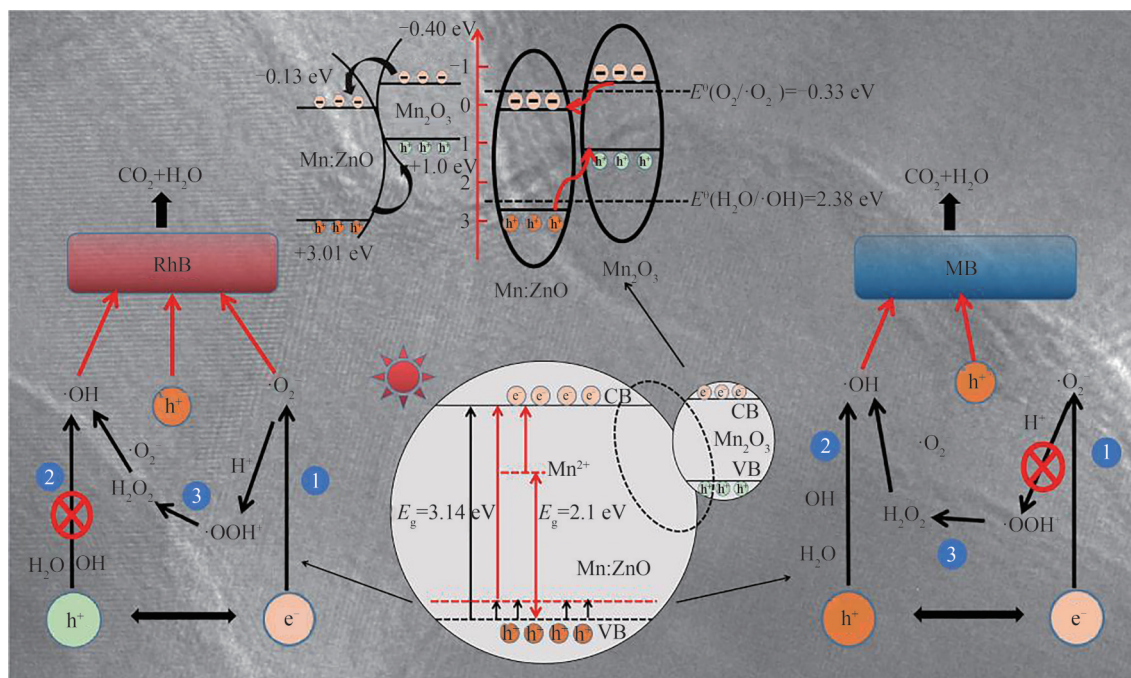 −0.40 eV
−0.13 eV
Mn₂O₃
Mn:ZnO
h⁺ h⁺ h⁺
+1.0 eV
h⁺ h⁺ h⁺
+3.01 eV
−1
0
1
2
3
h⁺ h⁺ h⁺
h⁺ h⁺ h⁺
E⁰(O₂/·O₂⁻)=−0.33 eV
E⁰(H₂O/·OH)=2.38 eV
Mn:ZnO
Mn₂O₃
CO₂+H₂O
RhB
·OH
h⁺
·O₂⁻
2
·O₂⁻
H⁺
1
H₂O₂
3
·OOH⁺
H₂O
OH
h⁺
e⁻
e e e e
CB
Mn²⁺
E_g=3.14 eV
E_g=2.1 eV
Mn:ZnO
h⁺ h⁺ h⁺ h⁺
VB
e e e
CB
Mn₂O₃
VB
h⁺ h⁺ h⁺
CO₂+H₂O
MB
·OH
h⁺
·O₂⁻
2
·O₂⁻
H⁺
1
OH
H₂O₂
·OOH
3
H₂O
h⁺
e⁻